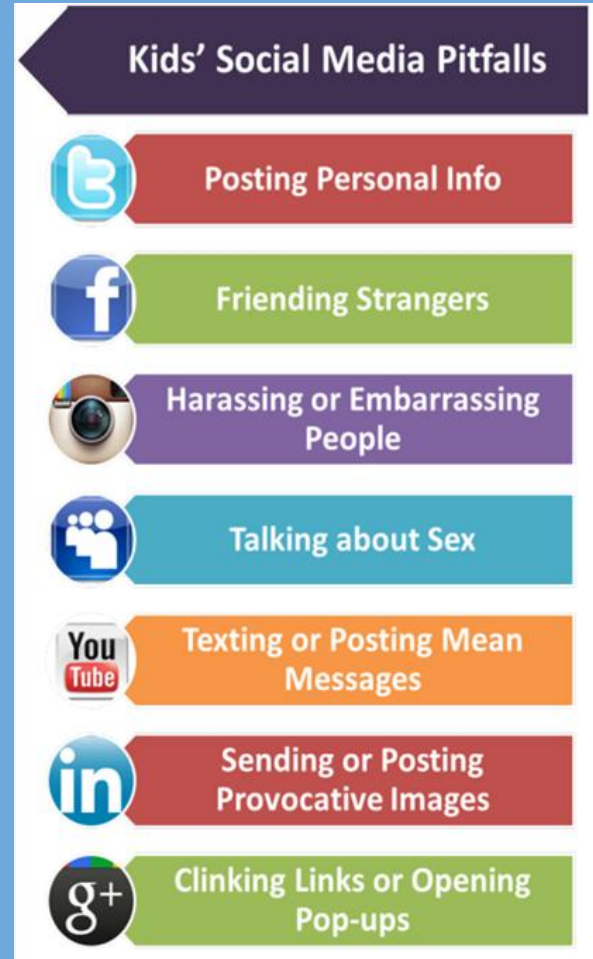 Kids' Social Media Pitfalls
t
Posting Personal Info
f
Friending Strangers
Harassing or Embarrassing
People
Talking about Sex
You
Tube
Texting or Posting Mean
Messages
in
Sending or Posting
Provocative Images
g+
Clinking Links or Opening
Pop-ups